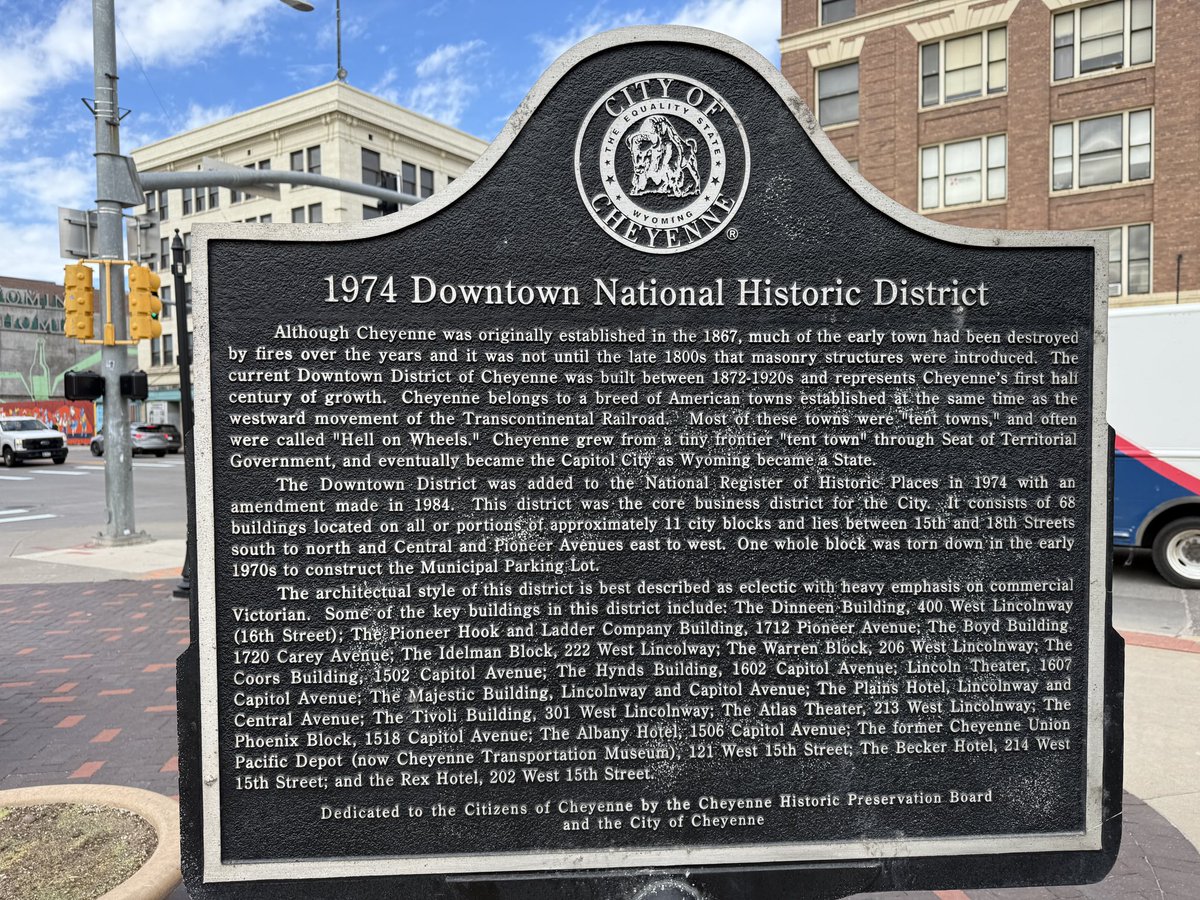 CITY OF
THE EQUALITY STATE
WYOMING
CHEYENNE
®
1974 Downtown National Historic District
Although Cheyenne was originally established in the 1867, much of the early town had been destroyed
by fires over the years and it was not until the late 1800s that masonry structures were introduced. The
current Downtown District of Cheyenne was built between 1872-1920s and represents Cheyenne's first half
century of growth. Cheyenne belongs to a breed of American towns established at the same time as the
westward movement of the Transcontinental Railroad. Most of these towns were "tent towns," and often
were called "Hell on Wheels." Cheyenne grew from a tiny frontier "tent town" through Seat of Territorial
Government, and eventually became the Capitol City as Wyoming became a State.
The Downtown District was added to the National Register of Historic Places in 1974 with an
amendment made in 1984. This district was the core business district for the City. It consists of 68
buildings located on all or portions of approximately 11 city blocks and lies between 15th and 18th Streets
south to north and Central and Pioneer Avenues east to west. One whole block was torn down in the early
1970s to construct the Municipal Parking Lot.
The architectural style of this district is best described as eclectic with heavy emphasis on commercial
Victorian. Some of the key buildings in this district include: The Dinneen Building, 400 West Lincolnway
(16th Street); The Pioneer Hook and Ladder Company Building, 1712 Pioneer Avenue; The Boyd Building
1720 Carey Avenue; The Idelman Block, 222 West Lincolway; The Warren Block, 206 West Lincolnway; The
Coors Building, 1502 Capitol Avenue; The Hynds Building, 1602 Capitol Avenue; Lincoln Theater, 1607
Capitol Avenue; The Majestic Building, Lincolnway and Capitol Avenue; The Plains Hotel, Lincolnway and
Central Avenue; The Tivoli Building, 301 West Lincolnway; The Atlas Theater, 213 West Lincolnway; The
Phoenix Block, 1518 Capitol Avenue; The Albany Hotel, 1506 Capitol Avenue; The former Cheyenne Union
Pacific Depot (now Cheyenne Transportation Museum), 121 West 15th Street; The Becker Hotel, 214 West
15th Street; and the Rex Hotel, 202 West 15th Street.
Dedicated to the Citizens of Cheyenne by the Cheyenne Historic Preservation Board
and the City of Cheyenne